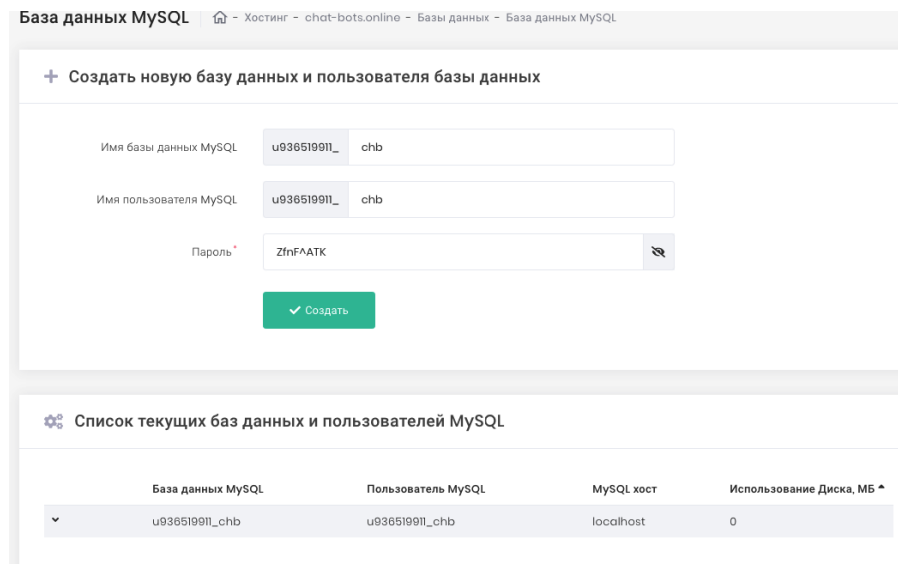 База данных MySQL - Хостинг - chat-bots.online - Базы данных - База данных MySQL
+ Создать новую базу данных и пользователя базы данных
Имя базы данных MySQL u936519911_ chb
Имя пользователя MySQL u936519911_ chb
Пароль* ZfnF^ATK
Создать
Список текущих баз данных и пользователей MySQL
База данных MySQL Пользователь MySQL MySQL хост Использование Диска, МБ
u936519911_chb u936519911_chb localhost 0